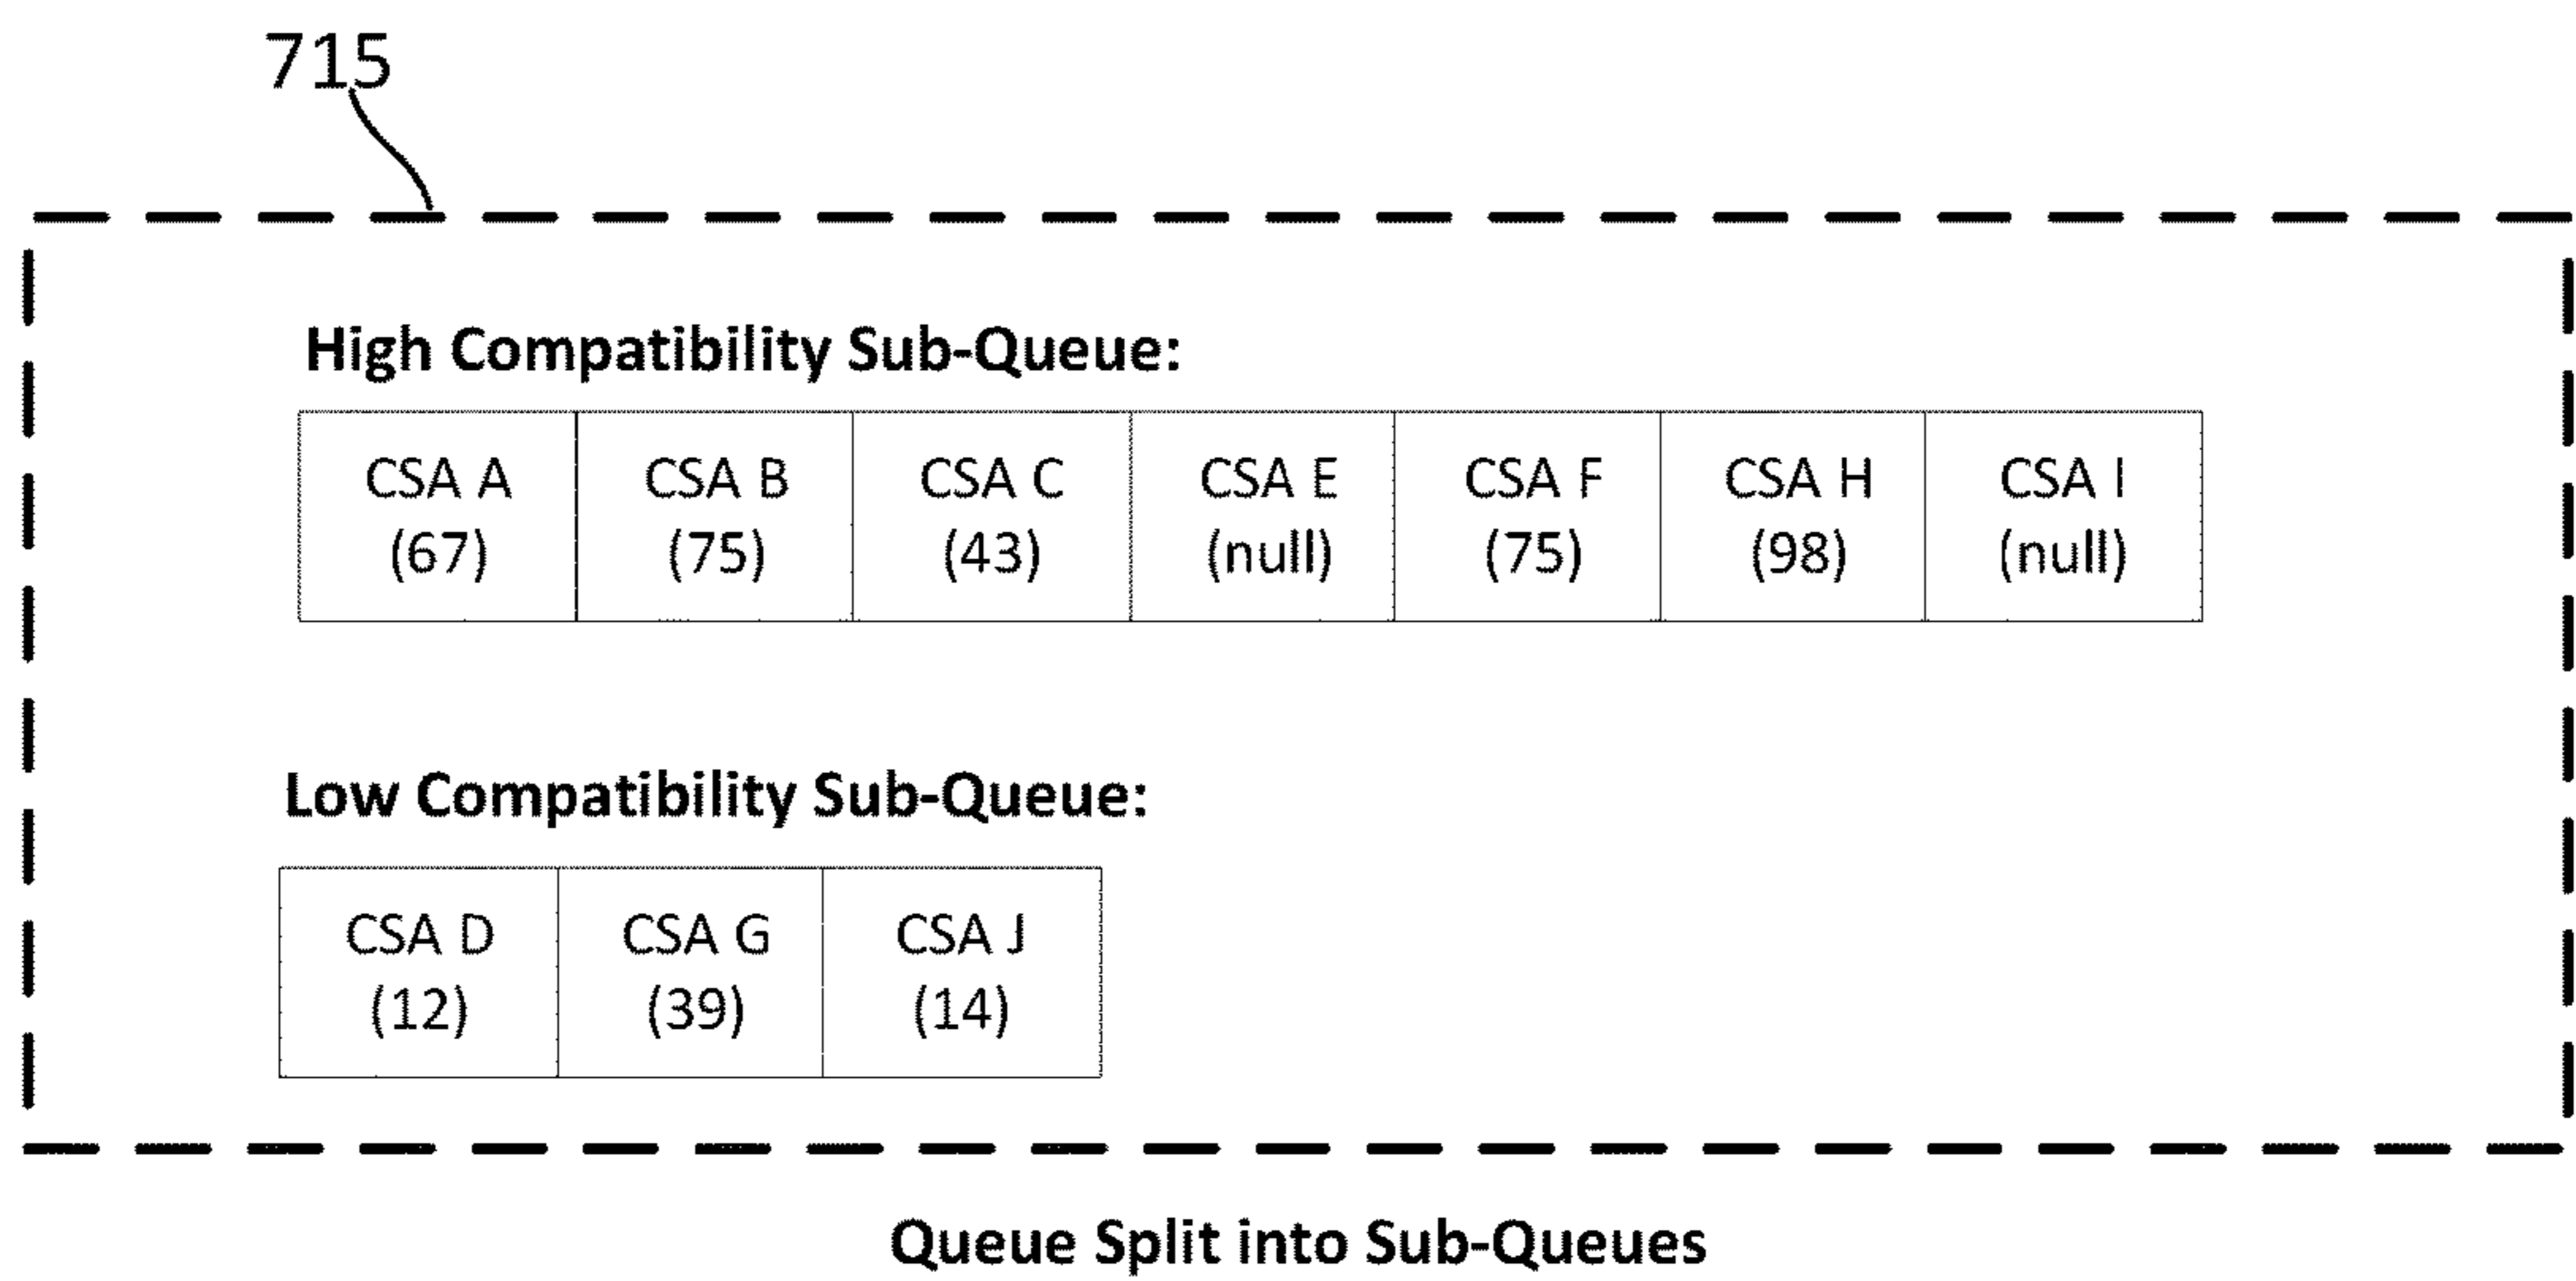 715
High Compatibility Sub-Queue:
CSA A CSA B CSA C CSA E CSA F CSA H CSA I
(67) (75) (43) (null) (75) (98) (null)
Low Compatibility Sub-Queue:
CSA D CSA G CSA J
(12) (39) (14)
Queue Split into Sub-Queues